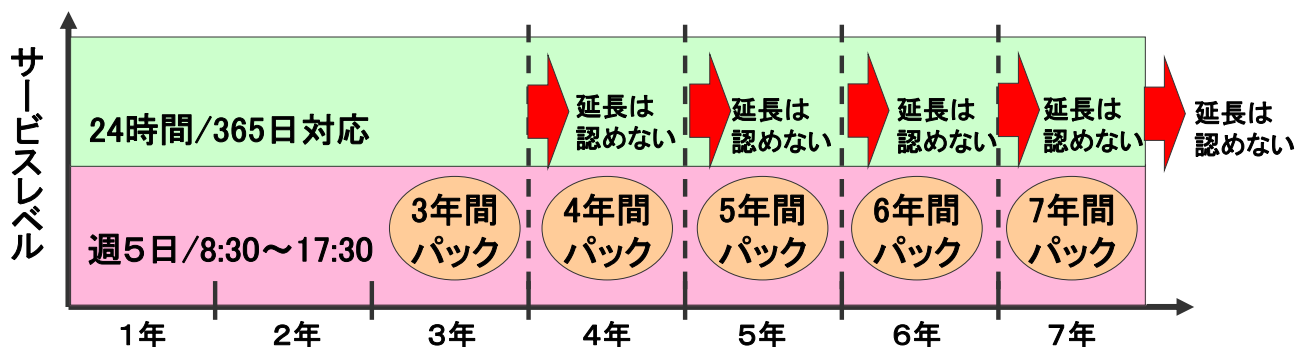 サービスレベル
24時間/365日対応
延長は
認めない
延長は
認めない
延長は
認めない
延長は
認めない
延長は
認めない
週５日/8:30～17:30
3年間
パック
4年間
パック
5年間
パック
6年間
パック
7年間
パック
１年
２年
３年
４年
５年
６年
７年